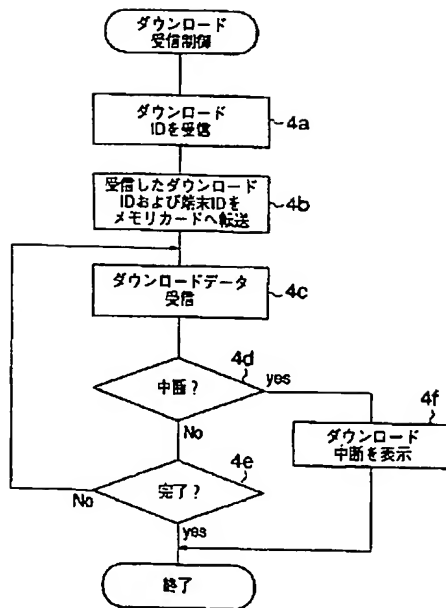 ダウンロード
受信制御
ダウンロード
IDを受信
4a
受信したダウンロード
IDおよび端末IDを
メモリカードへ転送
4b
ダウンロードデータ
受信
4c
中断？
4d
yes
No
4f
ダウンロード
中断を表示
完了？
4e
No
yes
終了